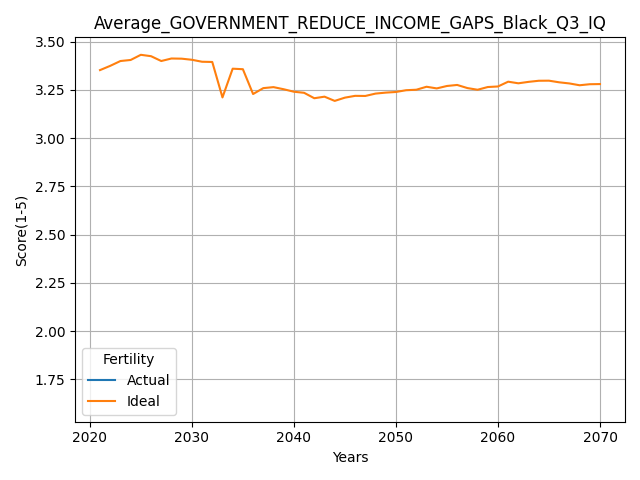 Average_GOVERNMENT_REDUCE_INCOME_GAPS_Black_Q3_IQ
3.50
3.25
3.00
2.75
2.50
2.25
2.00
1.75
Score(1-5)
Fertility
Actual
Ideal
2020 2030 2040 2050 2060 2070
Years